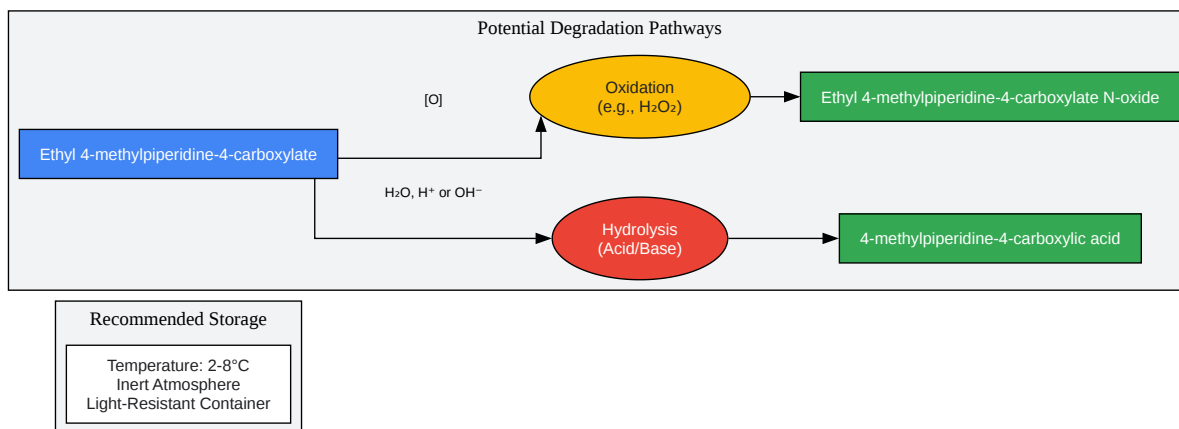 Potential Degradation Pathways
[O]
Oxidation
(e.g., H₂O₂)
Ethyl 4-methylpiperidine-4-carboxylate N-oxide
Ethyl 4-methylpiperidine-4-carboxylate
H₂O, H⁺ or OH⁻
Hydrolysis
(Acid/Base)
4-methylpiperidine-4-carboxylic acid
Recommended Storage
Temperature: 2-8°C
Inert Atmosphere
Light-Resistant Container